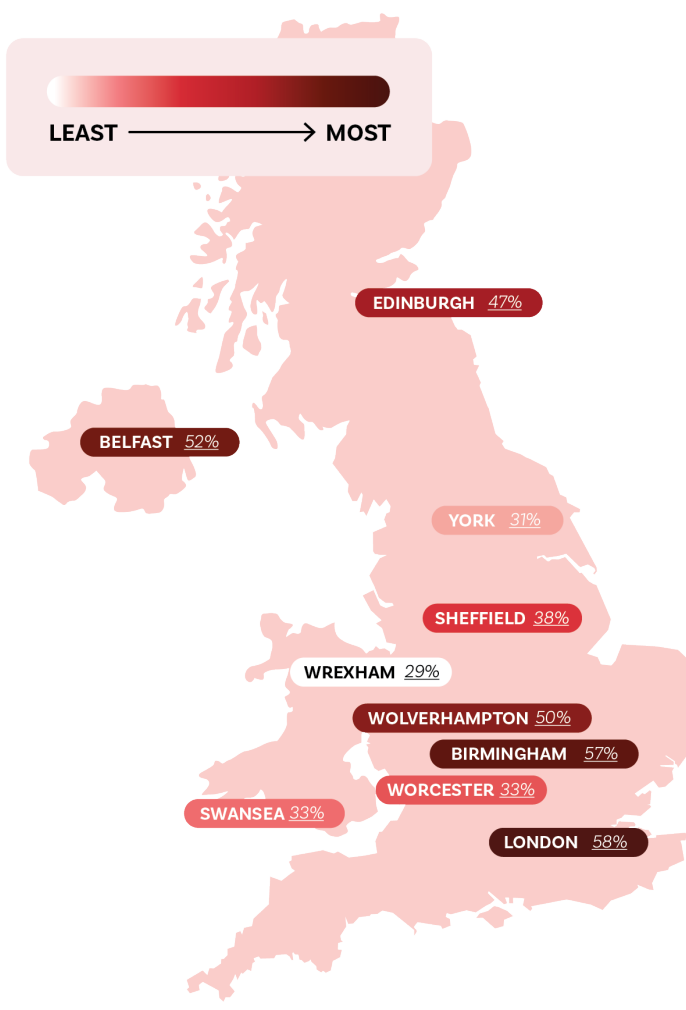 LEAST MOST
EDINBURGH 47%
BELFAST 52%
YORK 31%
SHEFFIELD 38%
WREXHAM 29%
WOLVERHAMPTON 50%
BIRMINGHAM 57%
WORCESTER 33%
SWANSEA 33%
LONDON 58%